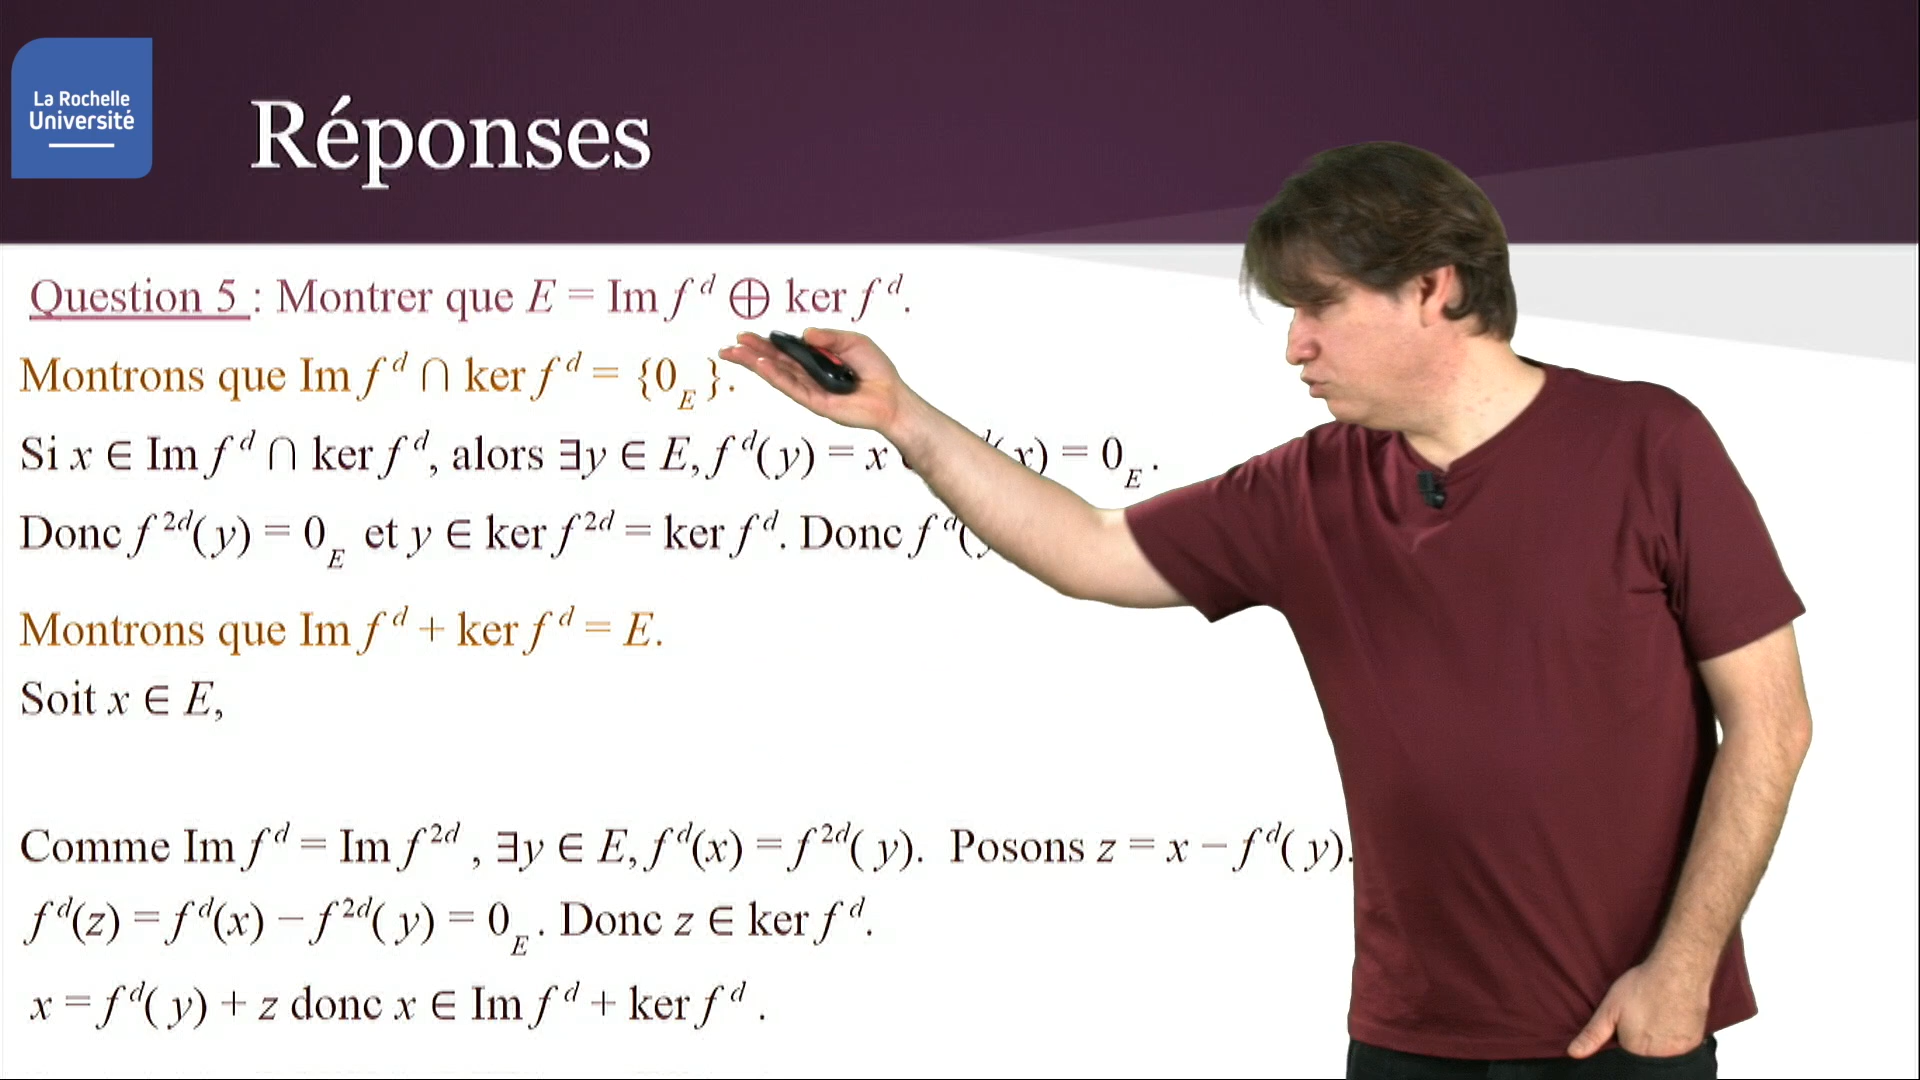 La Rochelle
Université
Réponses
Question 5 : Montrer que E = Im f^d ⊕ ker f^d.
Montrons que Im f^d ∩ ker f^d = {0_E}.
Si x ∈ Im f^d ∩ ker f^d, alors ∃y ∈ E, f^d(y) = x x) = 0_E.
Donc f^2d(y) = 0_E et y ∈ ker f^2d = ker f^d. Donc f^d(
Montrons que Im f^d + ker f^d = E.
Soit x ∈ E,
Comme Im f^d = Im f^2d , ∃y ∈ E, f^d(x) = f^2d(y). Posons z = x − f^d(y).
f^d(z) = f^d(x) − f^2d(y) = 0_E. Donc z ∈ ker f^d.
x = f^d(y) + z donc x ∈ Im f^d + ker f^d .